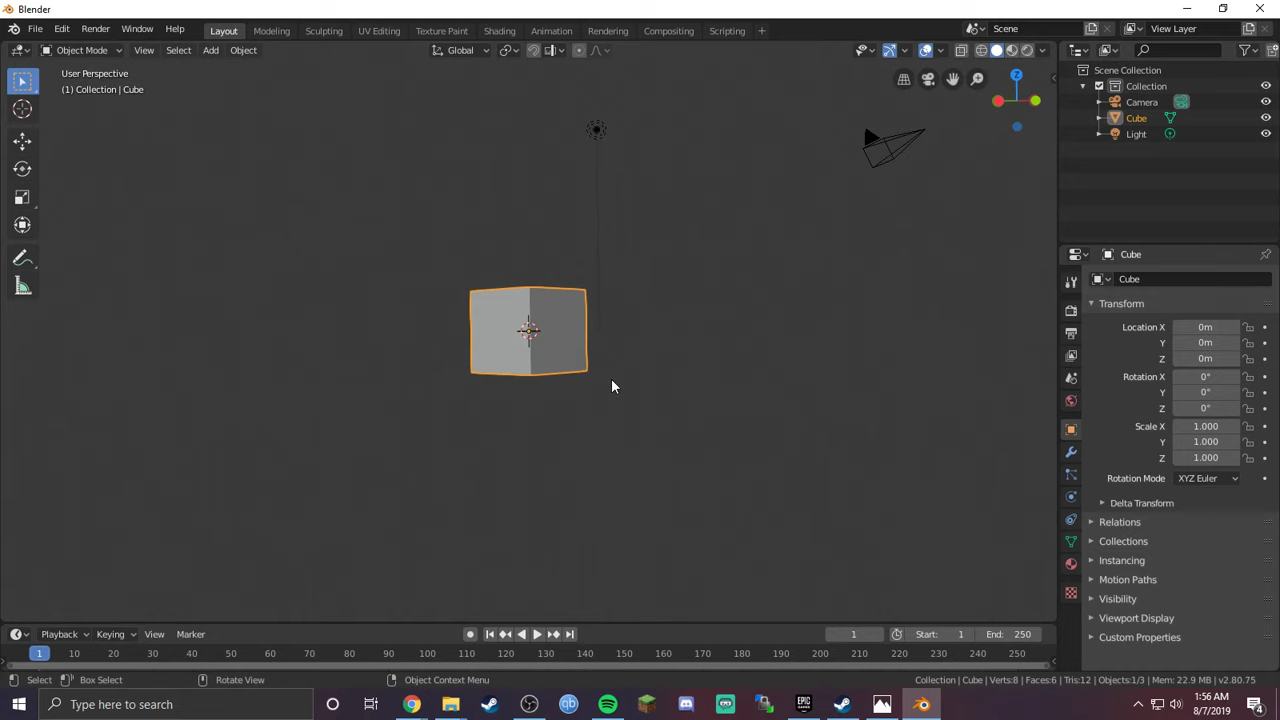 Blender
File Edit Render Window Help
Layout Modeling Sculpting UV Editing Texture Paint Shading Animation Rendering Compositing Scripting +
Scene
View Layer
Object Mode View Select Add Object
Global
User Perspective
(1) Collection | Cube
Z
Scene Collection
Collection
Camera
Cube
Light
Cube
Cube
Transform
Location X 0m
Y 0m
Z 0m
Rotation X 0°
Y 0°
Z 0°
Scale X 1.000
Y 1.000
Z 1.000
Rotation Mode XYZ Euler
Delta Transform
Relations
Collections
Instancing
Motion Paths
Visibility
Viewport Display
Custom Properties
Playback Keying View Marker
1 Start: 1 End: 250
1 10 20 30 40 50 60 70 80 90 100 110 120 130 140 150 160 170 180 190 200 210 220 230 240 250
Select Box Select Rotate View Object Context Menu
Collection | Cube | Verts:8 | Faces:6 | Tris:12 | Objects:1/3 | Mem: 22.9 MB | v2.80.75
Type here to search
EPIC GAMES
1:56 AM
8/7/2019
4